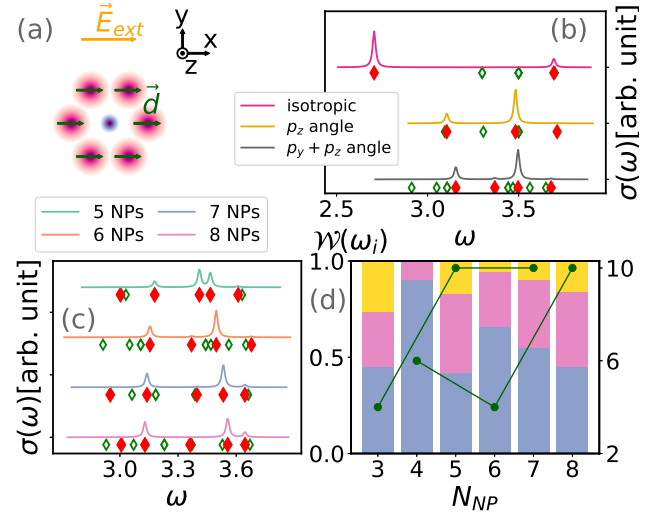 (a)
E_ext
y
x
z
d
(b)
isotropic
p_z angle
p_y + p_z angle
2.5 3.0 3.5
ω
σ(ω)[arb. unit]
5 NPs
6 NPs
7 NPs
8 NPs
(c)
σ(ω)[arb. unit]
3.0 3.6
ω
W(ω_i)
(d)
1.0
0.5
0.0
10
6
2
3 4 5 6 7 8
N_NP